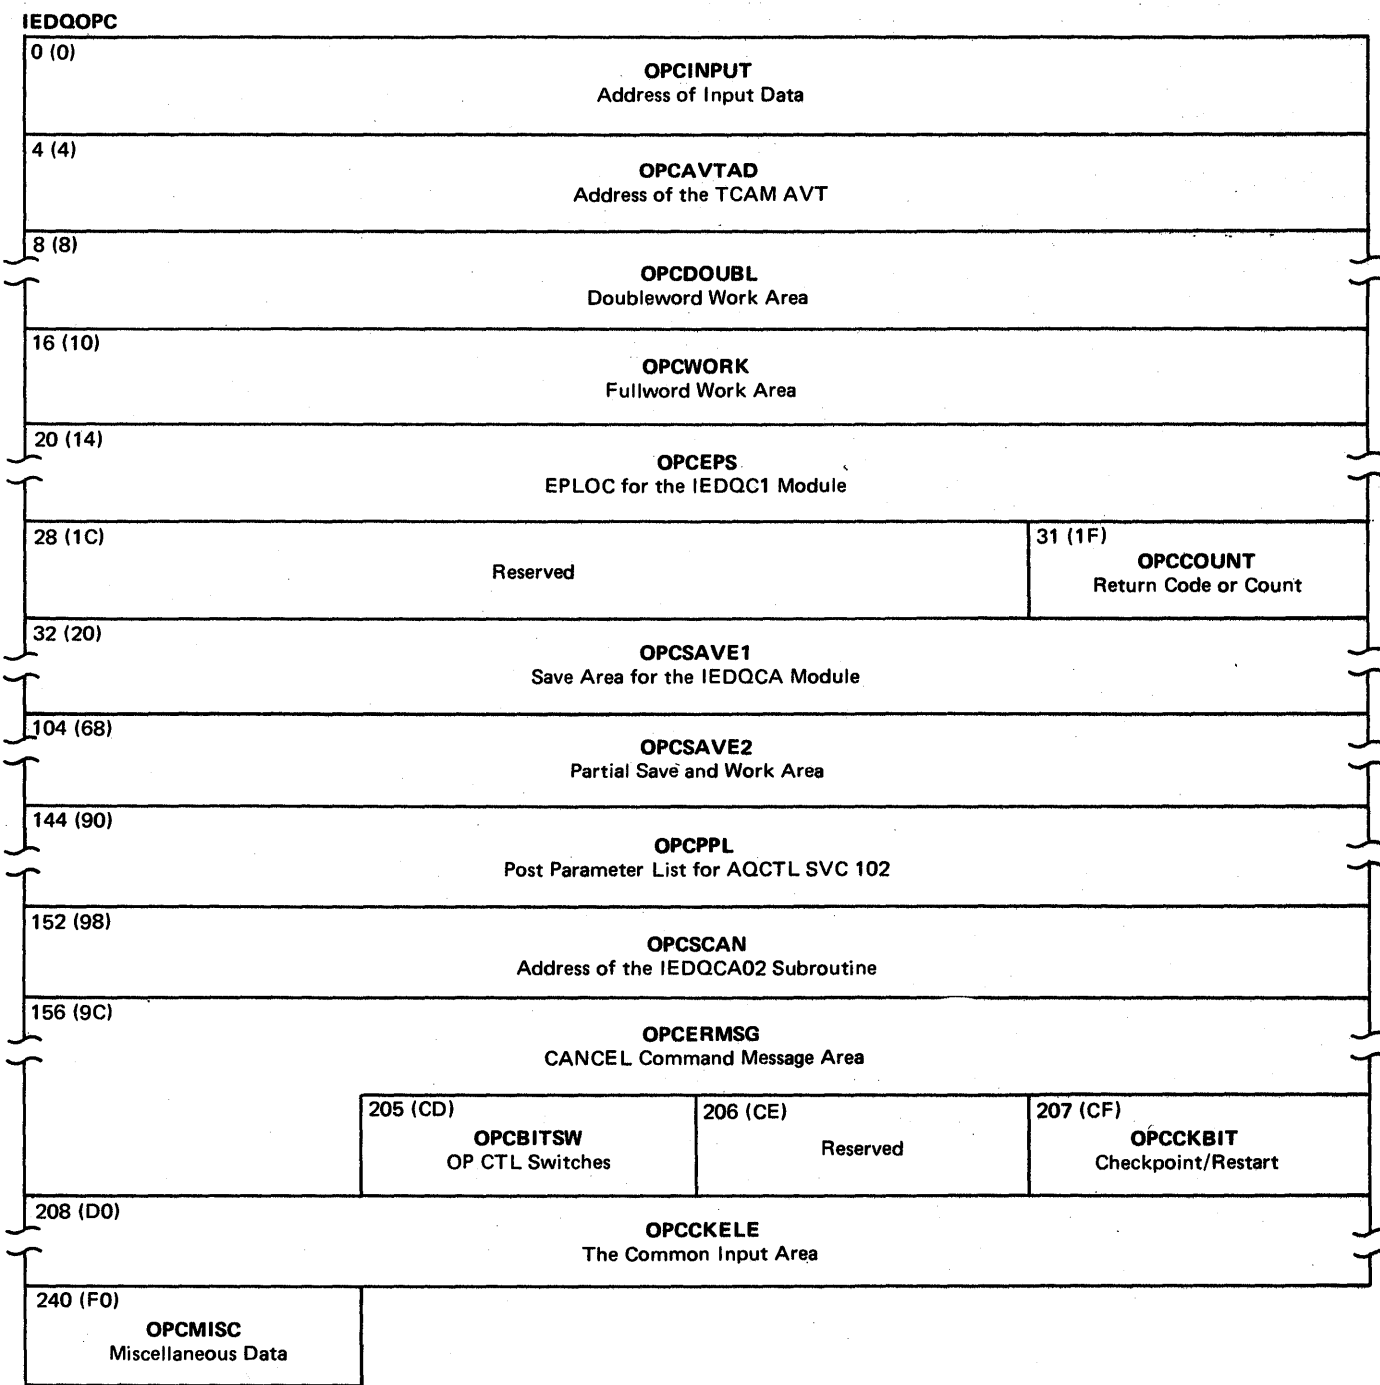 IEDQOPC
0 (0)
OPCINPUT
Address of Input Data
4 (4)
OPCAVTAD
Address of the TCAM AVT
8 (8)
OPCDOUBL
Doubleword Work Area
16 (10)
OPCWORK
Fullword Work Area
20 (14)
OPCEPS
EPLOC for the IEDQC1 Module
28 (1C)
Reserved
31 (1F)
OPCCOUNT
Return Code or Count
32 (20)
OPCSAVE1
Save Area for the IEDQCA Module
104 (68)
OPCSAVE2
Partial Save and Work Area
144 (90)
OPCPPL
Post Parameter List for AQCTL SVC 102
152 (98)
OPCSCAN
Address of the IEDQCA02 Subroutine
156 (9C)
OPCERMSG
CANCEL Command Message Area
205 (CD)
OPCBITSW
OP CTL Switches
206 (CE)
Reserved
207 (CF)
OPCCKBIT
Checkpoint/Restart
208 (D0)
OPCCKELE
The Common Input Area
240 (F0)
OPCMISC
Miscellaneous Data